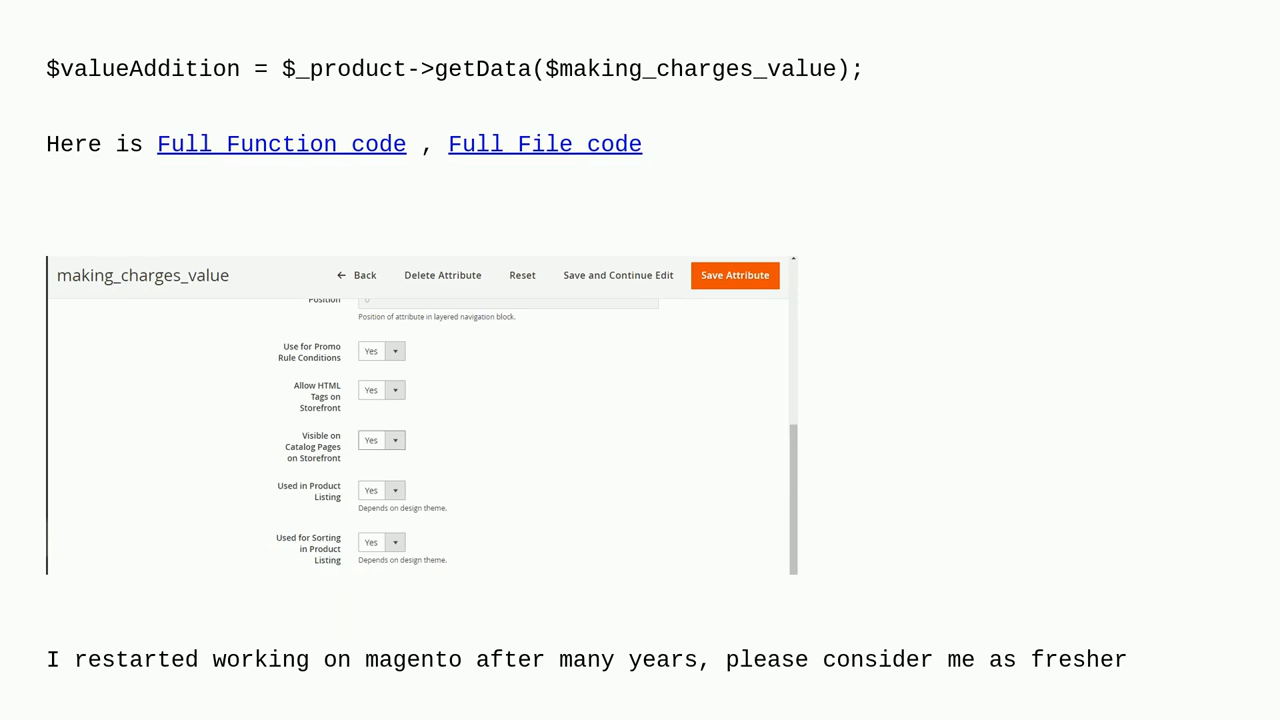 $valueAddition = $_product->getData($making_charges_value);
Here is Full Function code , Full File code
making_charges_value
Back Delete Attribute Reset Save and Continue Edit Save Attribute
Position 0
Position of attribute in layered navigation block.
Use for Promo
Rule Conditions
Yes
Allow HTML
Tags on
Storefront
Yes
Visible on
Catalog Pages
on Storefront
Yes
Used in Product
Listing
Yes
Depends on design theme.
Used for Sorting
in Product
Listing
Yes
Depends on design theme.
I restarted working on magento after many years, please consider me as fresher